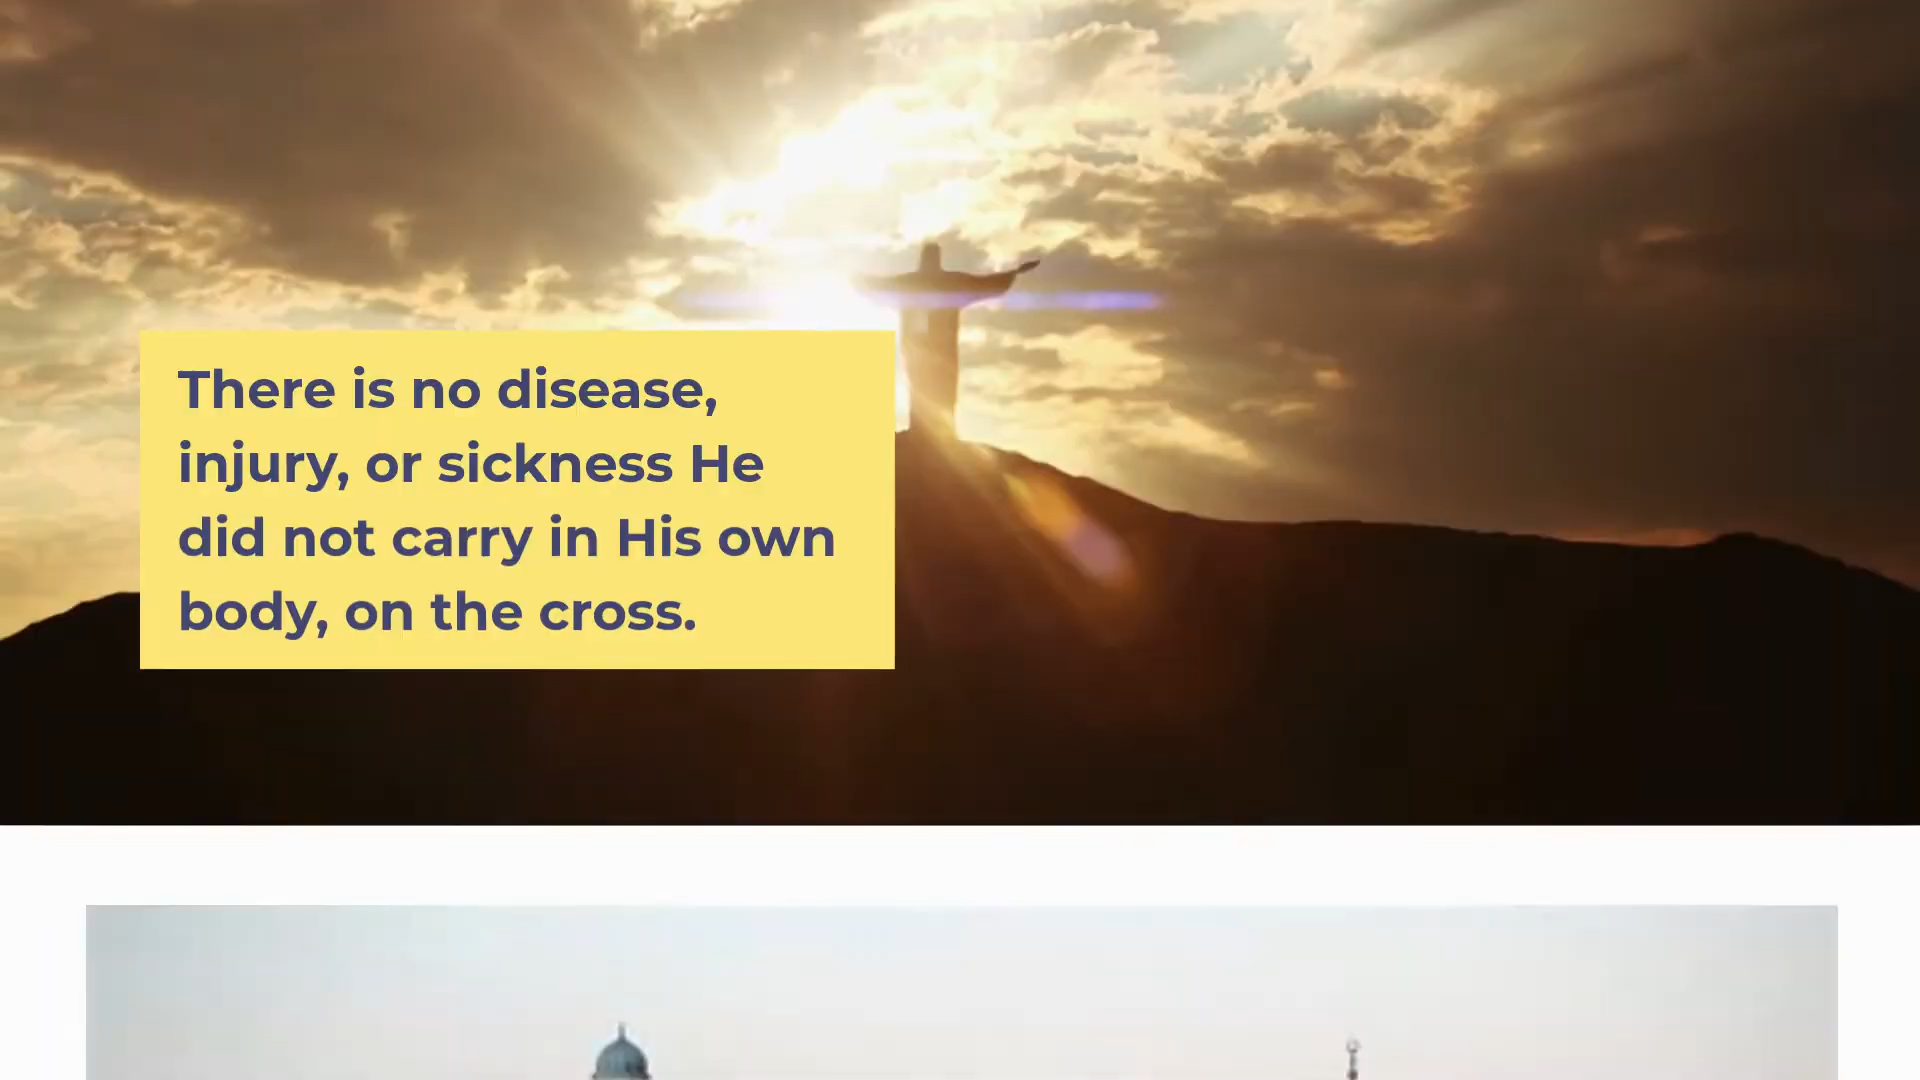 There is no disease,
injury, or sickness He
did not carry in His own
body, on the cross.